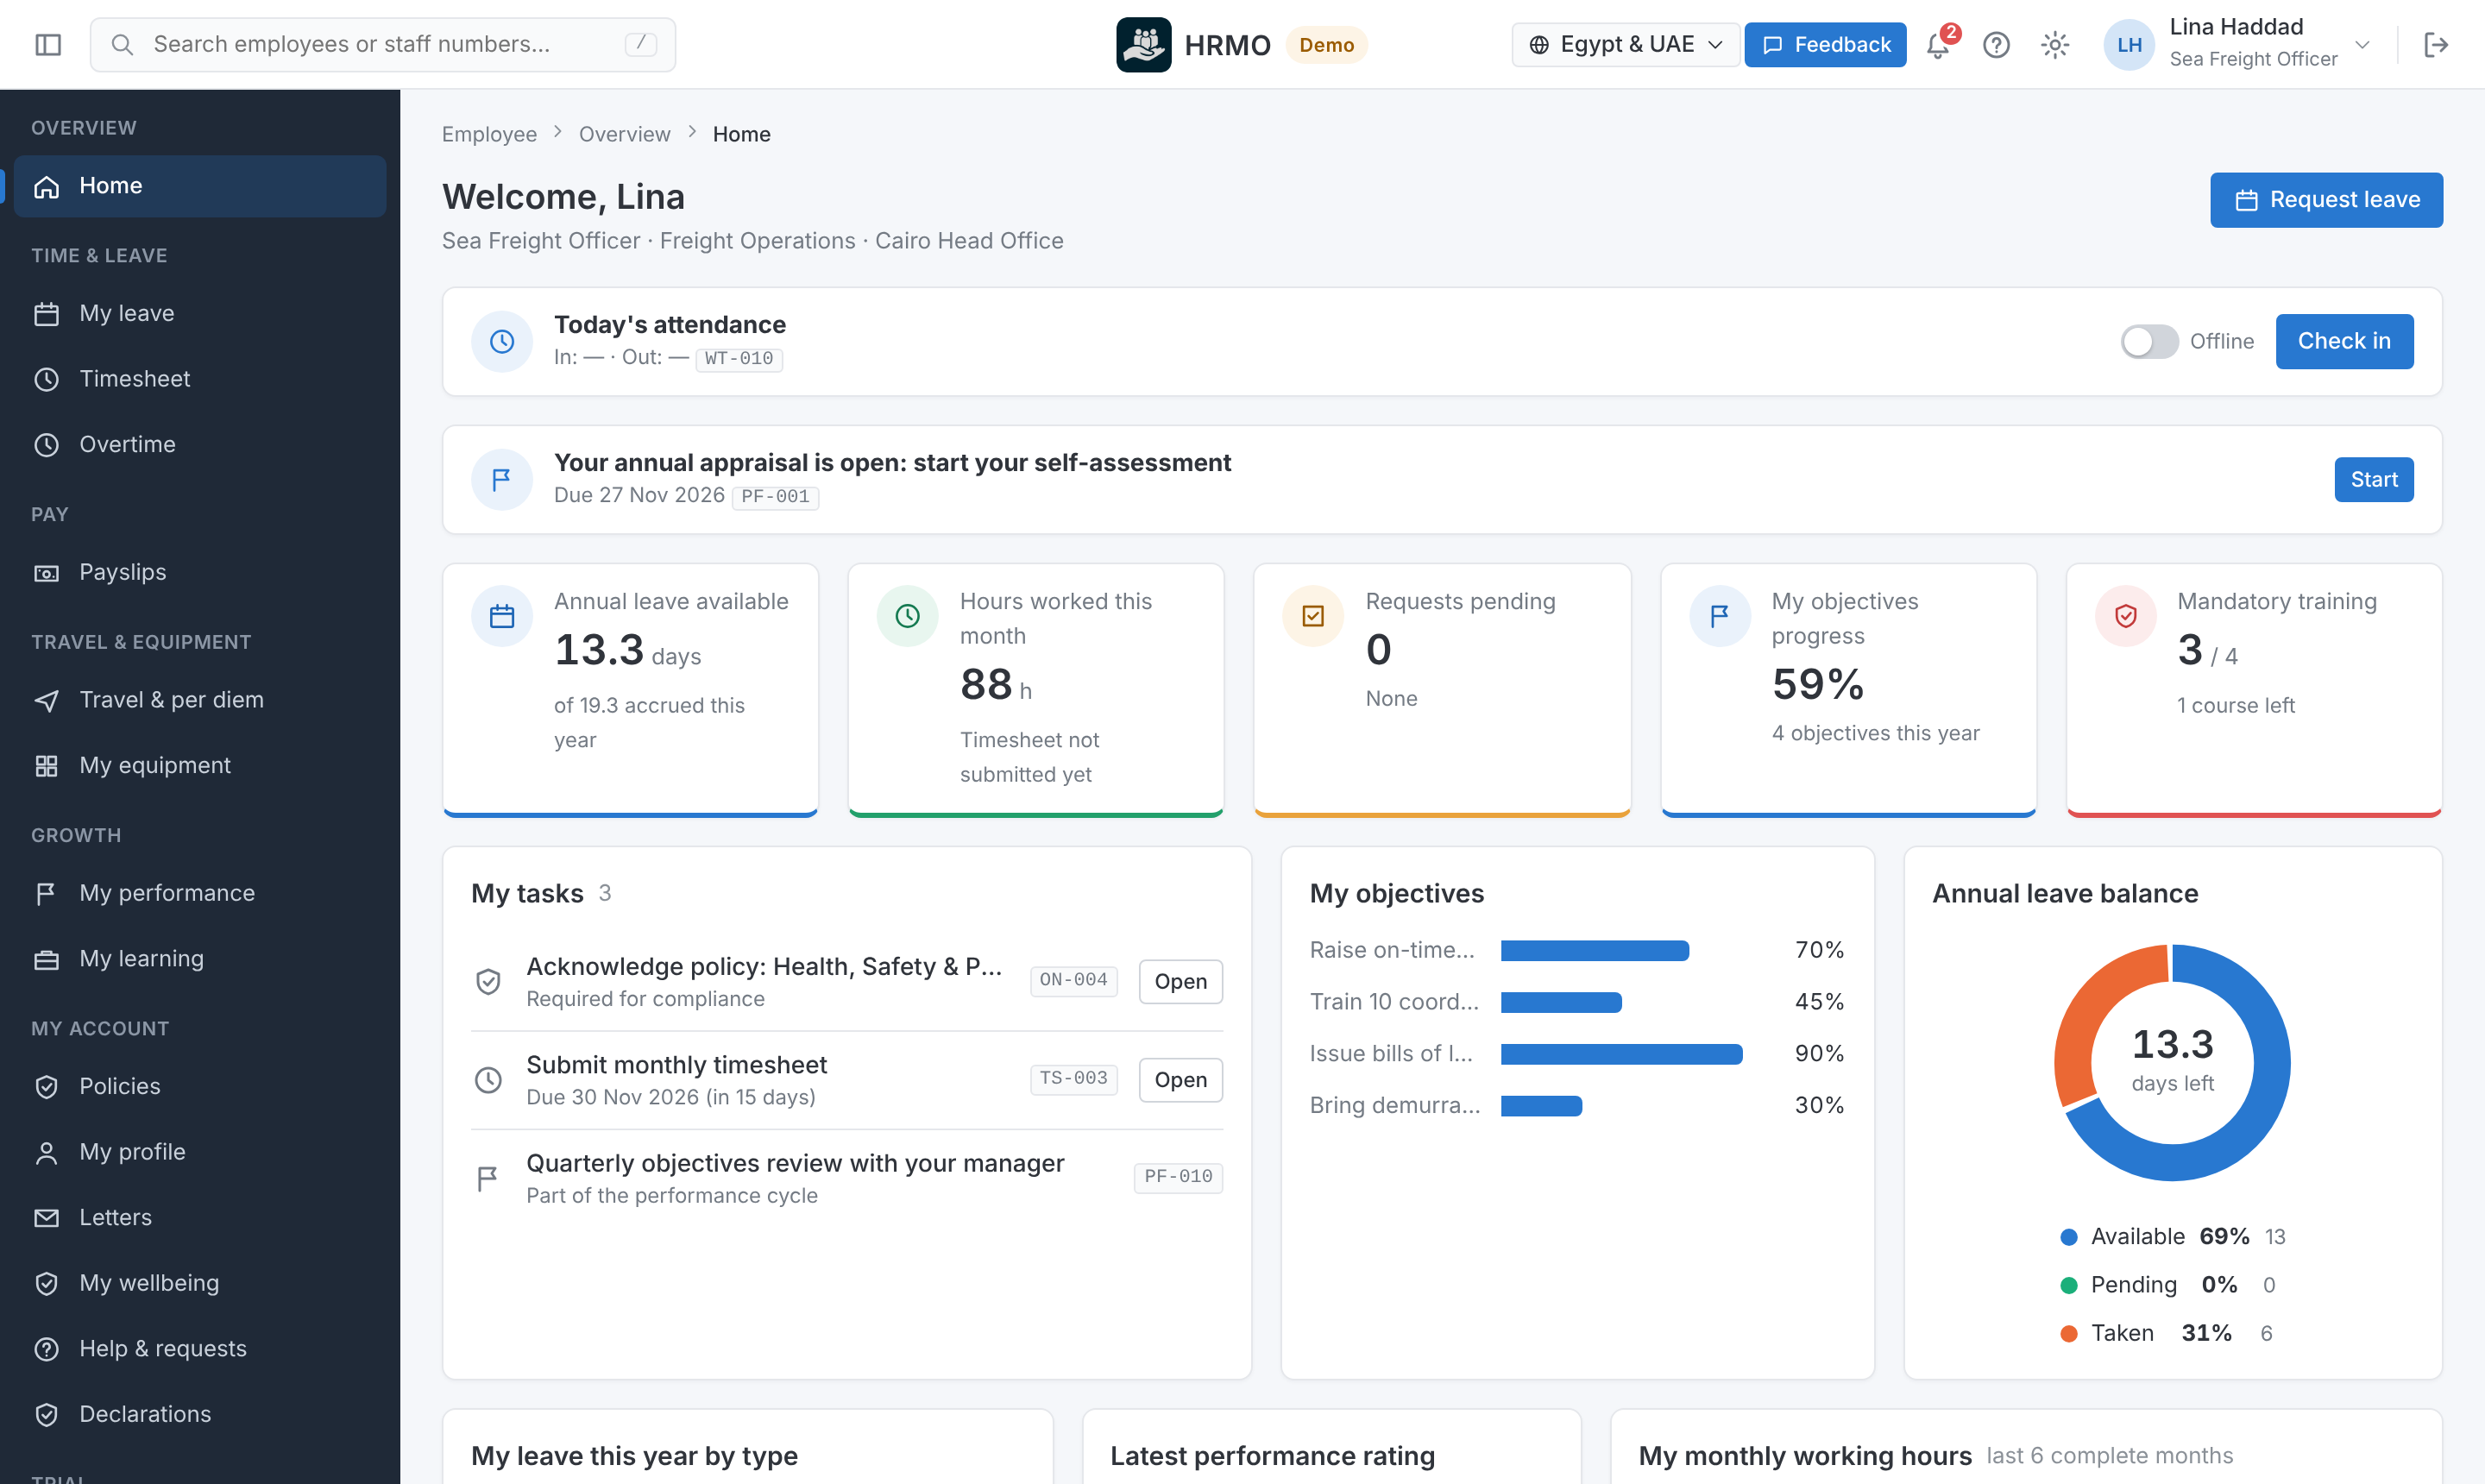 Search employees or staff numbers... /
HRMO Demo
Egypt & UAE
Feedback
2
LH
Lina Haddad
Sea Freight Officer
OVERVIEW
Home
TIME & LEAVE
My leave
Timesheet
Overtime
PAY
Payslips
TRAVEL & EQUIPMENT
Travel & per diem
My equipment
GROWTH
My performance
My learning
MY ACCOUNT
Policies
My profile
Letters
My wellbeing
Help & requests
Declarations
TRIAL
Employee > Overview > Home
Welcome, Lina
Sea Freight Officer · Freight Operations · Cairo Head Office
Request leave
Today's attendance
In: — · Out: — WT-010
Offline
Check in
Your annual appraisal is open: start your self-assessment
Due 27 Nov 2026 PF-001
Start
Annual leave available
13.3 days
of 19.3 accrued this
year
Hours worked this
month
88 h
Timesheet not
submitted yet
Requests pending
0
None
My objectives
progress
59%
4 objectives this year
Mandatory training
3 / 4
1 course left
My tasks 3
Acknowledge policy: Health, Safety & P...
Required for compliance
ON-004
Open
Submit monthly timesheet
Due 30 Nov 2026 (in 15 days)
TS-003
Open
Quarterly objectives review with your manager
Part of the performance cycle
PF-010
My objectives
Raise on-time... 70%
Train 10 coord... 45%
Issue bills of l... 90%
Bring demurra... 30%
Annual leave balance
13.3
days left
Available 69% 13
Pending 0% 0
Taken 31% 6
My leave this year by type
Latest performance rating
My monthly working hours last 6 complete months